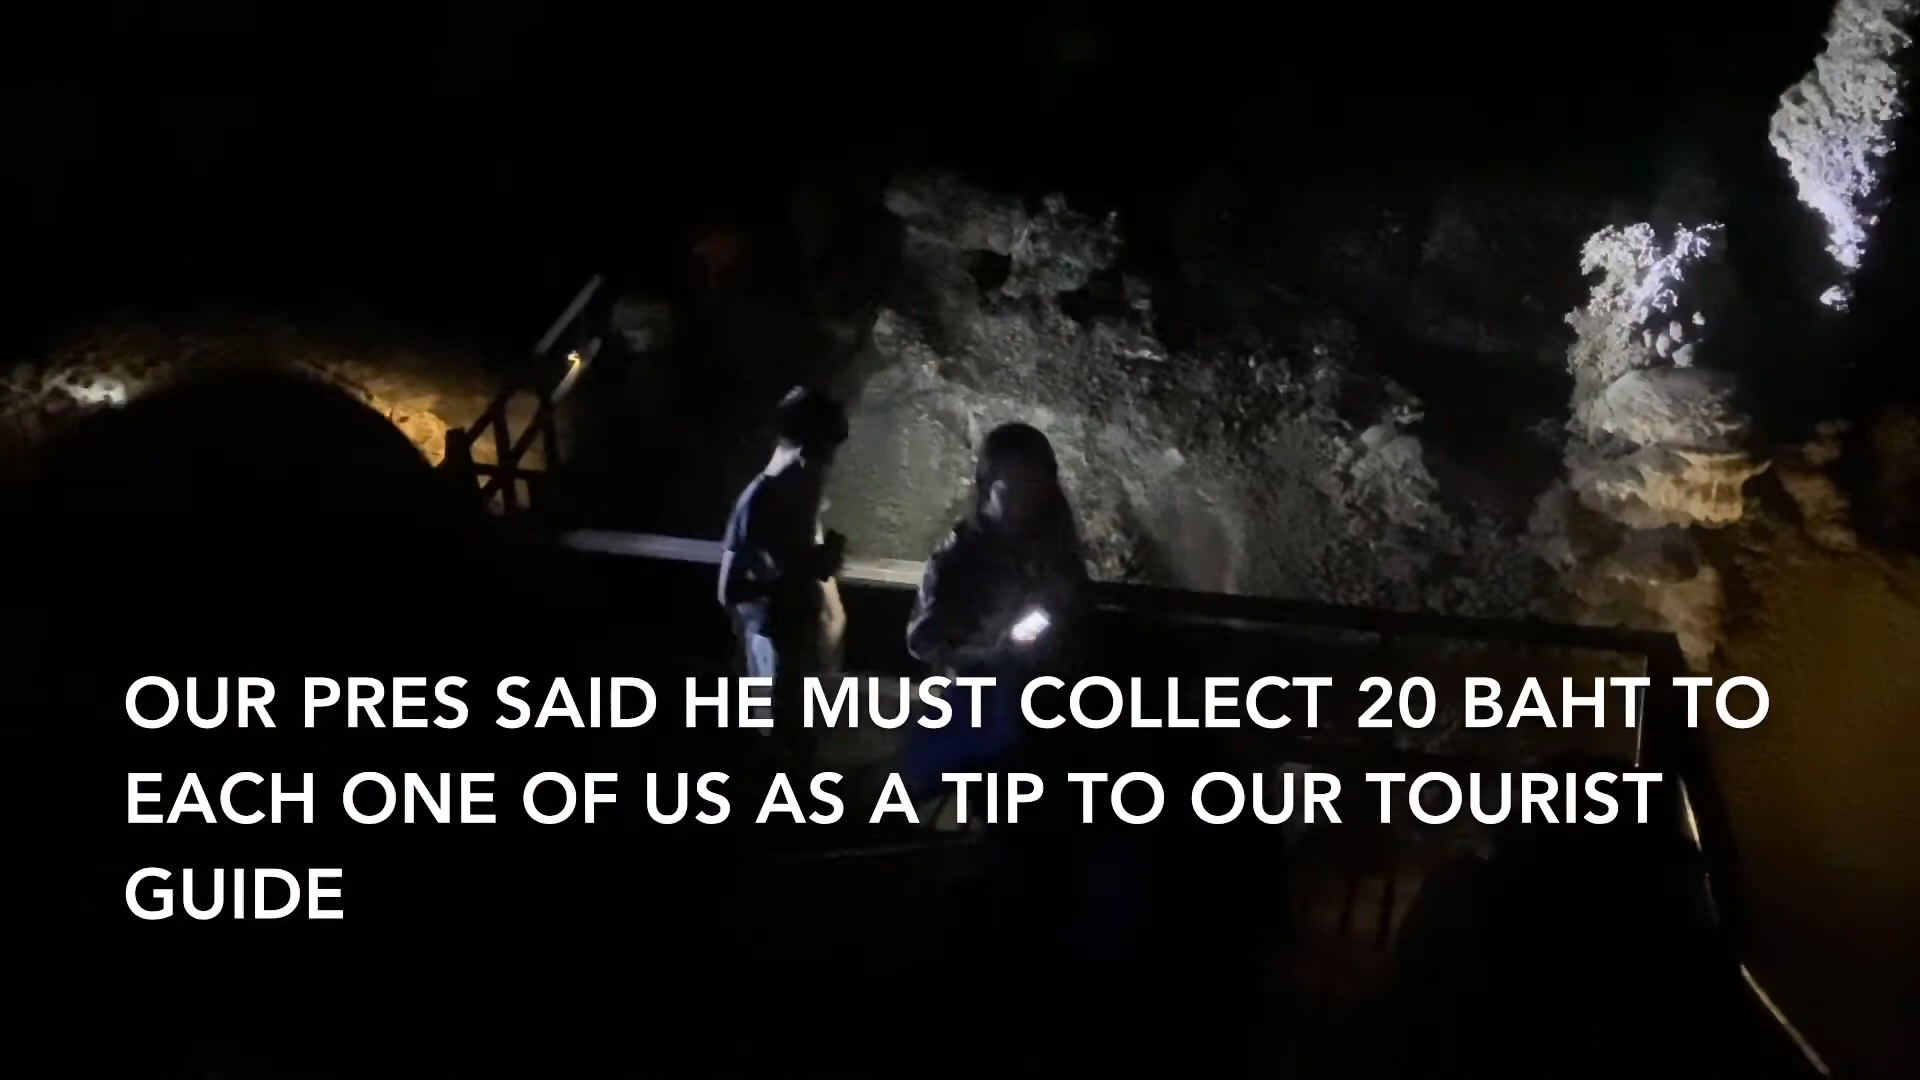 OUR PRES SAID HE MUST COLLECT 20 BAHT TO
EACH ONE OF US AS A TIP TO OUR TOURIST
GUIDE